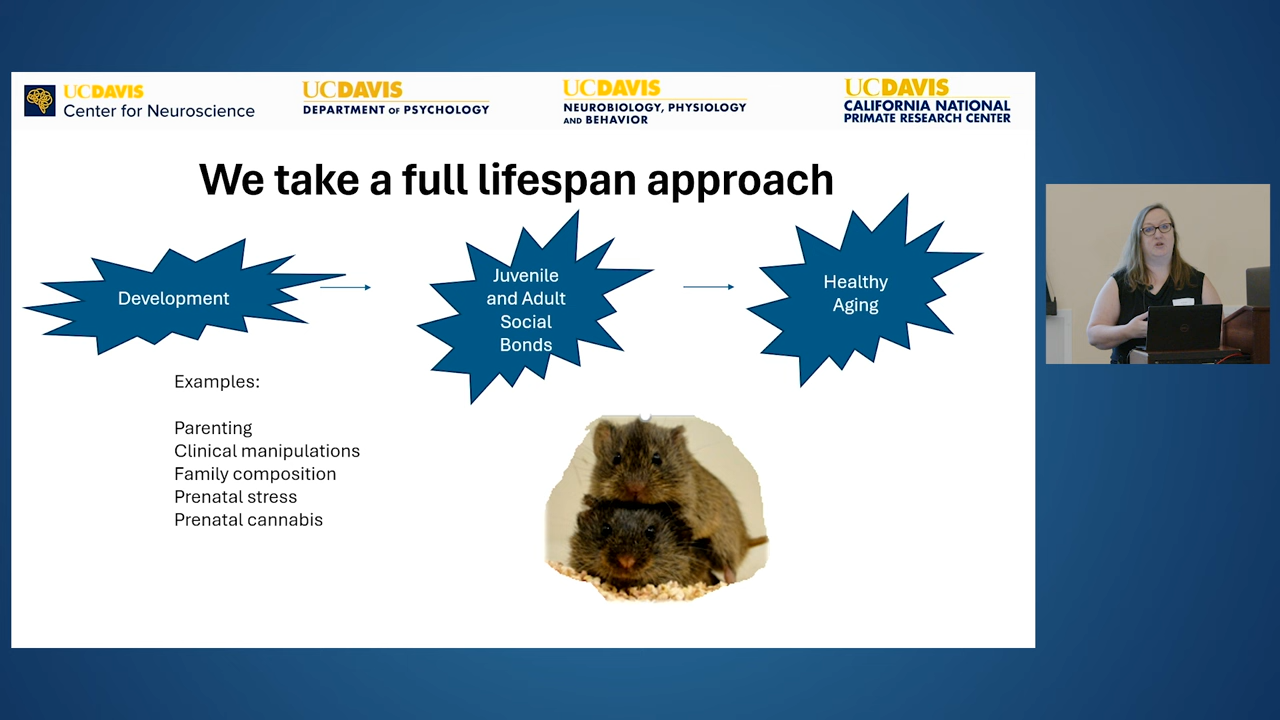 UCDAVIS
Center for Neuroscience
UCDAVIS
DEPARTMENT OF PSYCHOLOGY
UCDAVIS
NEUROBIOLOGY, PHYSIOLOGY
AND BEHAVIOR
UCDAVIS
CALIFORNIA NATIONAL
PRIMATE RESEARCH CENTER
We take a full lifespan approach
Development
Juvenile
and Adult
Social
Bonds
Healthy
Aging
Examples:
Parenting
Clinical manipulations
Family composition
Prenatal stress
Prenatal cannabis